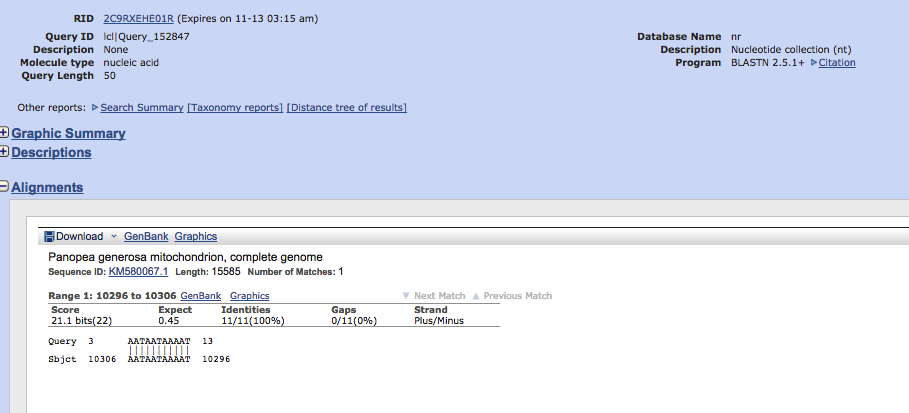 RID 2C9RXEHE01R (Expires on 11-13 03:15 am)
Query ID lcl|Query_152847
Description None
Molecule type nucleic acid
Query Length 50
Database Name nr
Description Nucleotide collection (nt)
Program BLASTN 2.5.1+ Citation
Other reports: Search Summary [Taxonomy reports] [Distance tree of results]
Graphic Summary
Descriptions
Alignments
Download GenBank Graphics
Panopea generosa mitochondrion, complete genome
Sequence ID: KM580067.1 Length: 15585 Number of Matches: 1
Range 1: 10296 to 10306 GenBank Graphics Next Match Previous Match
Score Expect Identities Gaps Strand
21.1 bits(22) 0.45 11/11(100%) 0/11(0%) Plus/Minus
Query 3 AATAATAAAAT 13
Sbjct 10306 AATAATAAAAT 10296